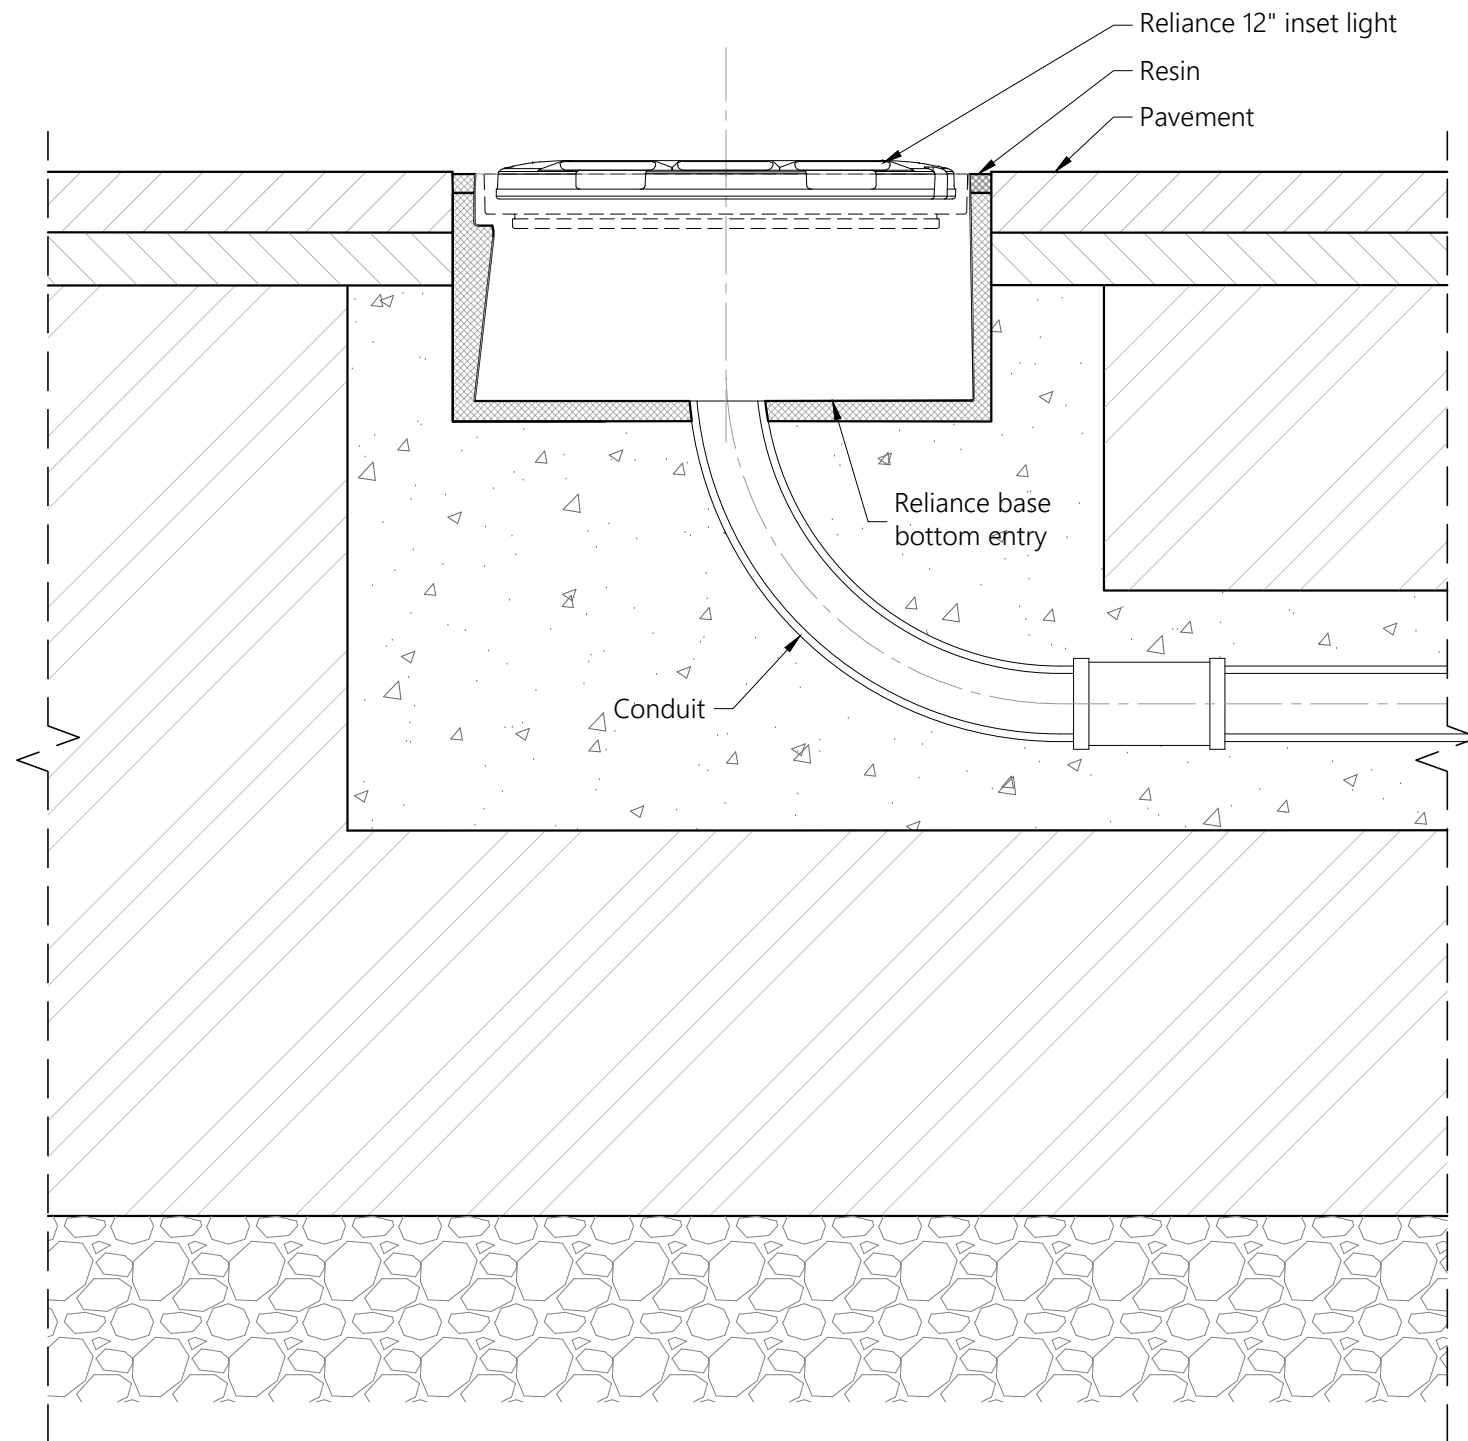 Reliance 12" inset light
Resin
Pavement
Reliance base
bottom entry
Conduit